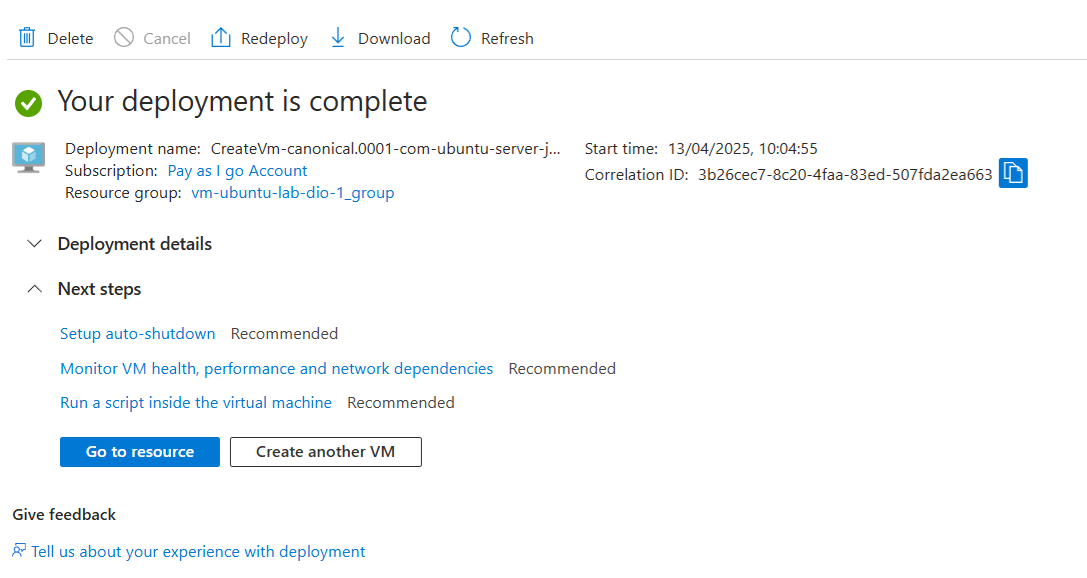 Delete Cancel Redeploy Download Refresh
Your deployment is complete
Deployment name: CreateVm-canonical.0001-com-ubuntu-server-j...
Subscription: Pay as I go Account
Resource group: vm-ubuntu-lab-dio-1_group
Start time: 13/04/2025, 10:04:55
Correlation ID: 3b26cec7-8c20-4faa-83ed-507fda2ea663
Deployment details
Next steps
Setup auto-shutdown Recommended
Monitor VM health, performance and network dependencies Recommended
Run a script inside the virtual machine Recommended
Go to resource Create another VM
Give feedback
Tell us about your experience with deployment